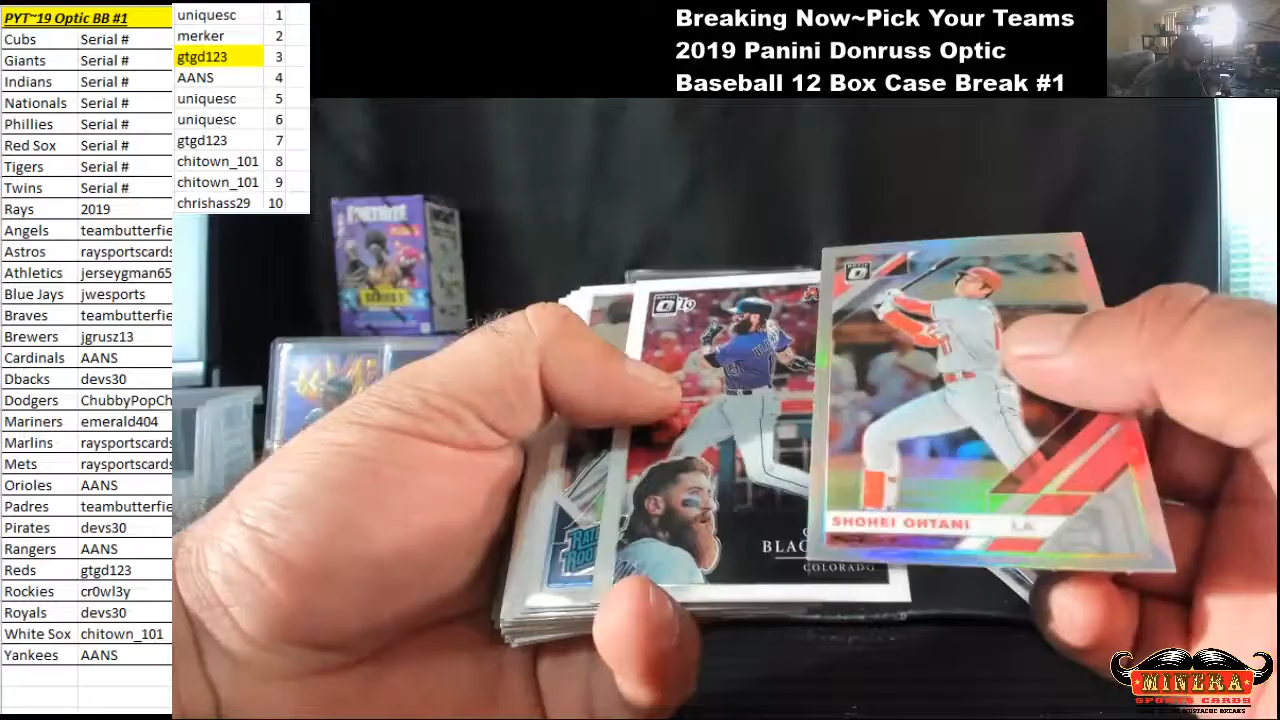 PYT~19 Optic BB #1
Cubs Serial #
Giants Serial #
Indians Serial #
Nationals Serial #
Phillies Serial #
Red Sox Serial #
Tigers Serial #
Twins Serial #
Rays 2019
Angels teambutterfie
Astros raysportscards
Athletics jerseygman65
Blue Jays jwesports
Braves teambutterfie
Brewers jgrusz13
Cardinals AANS
Dbacks devs30
Dodgers ChubbyPopCh
Mariners emerald404
Marlins raysportscards
Mets raysportscards
Orioles AANS
Padres teambutterfie
Pirates devs30
Rangers AANS
Reds gtgd123
Rockies cr0wl3y
Royals devs30
White Sox chitown_101
Yankees AANS
uniquesc 1
merker 2
gtgd123 3
AANS 4
uniquesc 5
uniquesc 6
gtgd123 7
chitown_101 8
chitown_101 9
chrishass29 10
Breaking Now~Pick Your Teams
2019 Panini Donruss Optic
Baseball 12 Box Case Break #1
FORTNITE
19
BLAC
COLORADO
SHOHEI OHTANI
MINERA
SPORTS CARDS